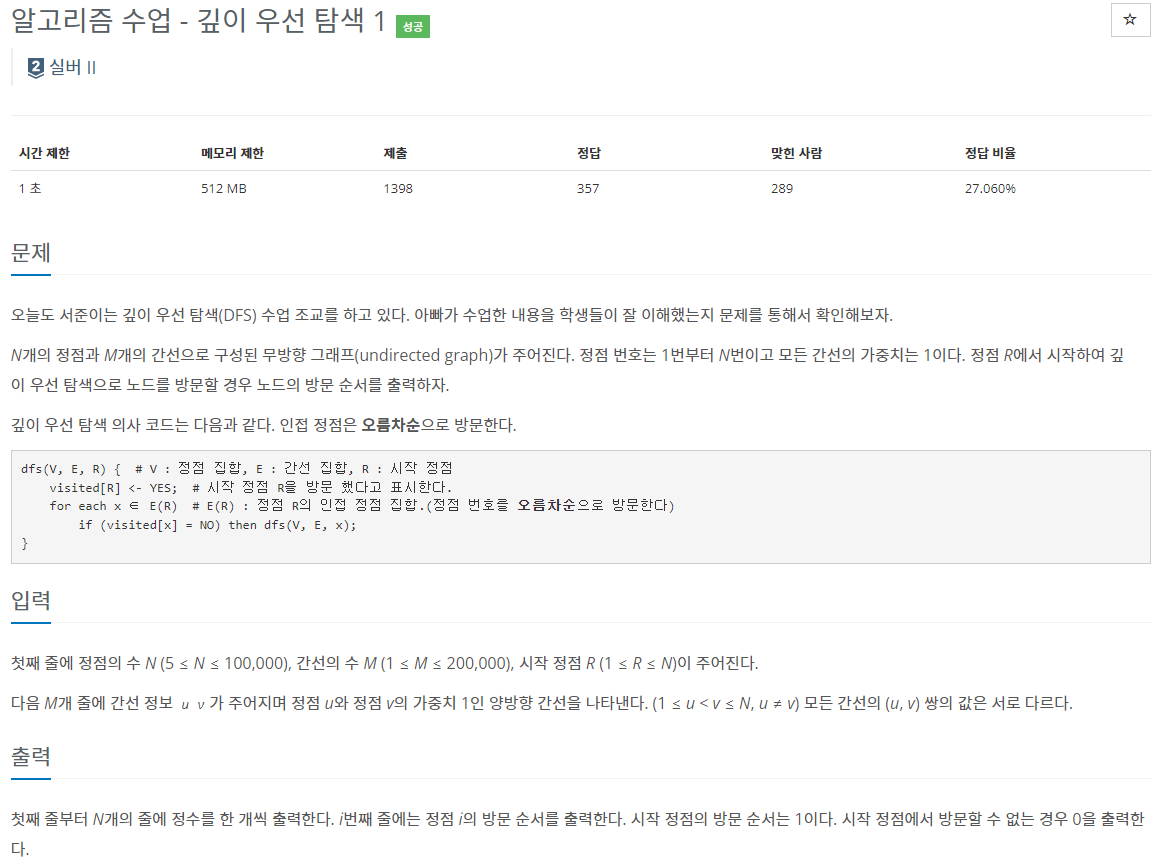 알고리즘 수업 - 깊이 우선 탐색 1 성공
☆
2 실버 II
시간 제한 메모리 제한 제출 정답 맞힌 사람 정답 비율
1 초 512 MB 1398 357 289 27.060%
문제
오늘도 서준이는 깊이 우선 탐색(DFS) 수업 조교를 하고 있다. 아빠가 수업한 내용을 학생들이 잘 이해했는지 문제를 통해서 확인해보자.
N개의 정점과 M개의 간선으로 구성된 무방향 그래프(undirected graph)가 주어진다. 정점 번호는 1번부터 N번이고 모든 간선의 가중치는 1이다. 정점 R에서 시작하여 깊
이 우선 탐색으로 노드를 방문할 경우 노드의 방문 순서를 출력하자.
깊이 우선 탐색 의사 코드는 다음과 같다. 인접 정점은 오름차순으로 방문한다.
dfs(V, E, R) {  # V : 정점 집합, E : 간선 집합, R : 시작 정점
    visited[R] <- YES;  # 시작 정점 R을 방문 했다고 표시한다.
    for each x ∈ E(R)  # E(R) : 정점 R의 인접 정점 집합.(정점 번호를 오름차순으로 방문한다)
        if (visited[x] = NO) then dfs(V, E, x);
}
입력
첫째 줄에 정점의 수 N (5 ≤ N ≤ 100,000), 간선의 수 M (1 ≤ M ≤ 200,000), 시작 정점 R (1 ≤ R ≤ N)이 주어진다.
다음 M개 줄에 간선 정보 u v가 주어지며 정점 u와 정점 v의 가중치 1인 양방향 간선을 나타낸다. (1 ≤ u < v ≤ N, u ≠ v) 모든 간선의 (u, v) 쌍의 값은 서로 다르다.
출력
첫째 줄부터 N개의 줄에 정수를 한 개씩 출력한다. i번째 줄에는 정점 i의 방문 순서를 출력한다. 시작 정점의 방문 순서는 1이다. 시작 정점에서 방문할 수 없는 경우 0을 출력한
다.